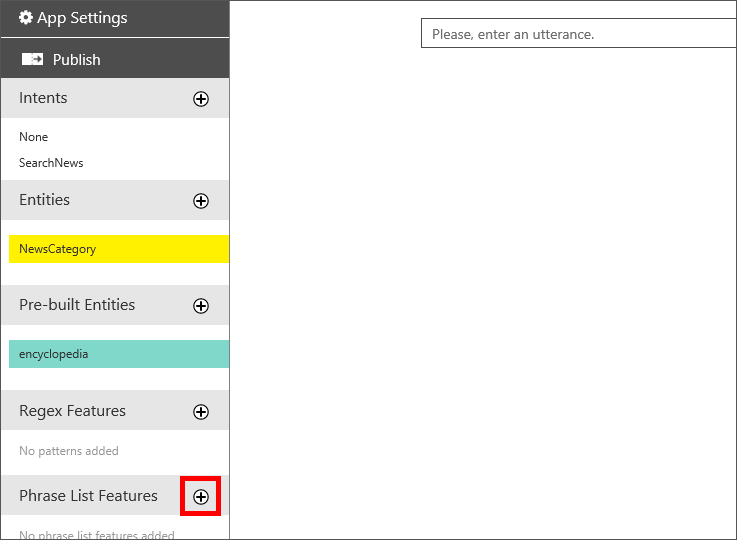 App Settings
Please, enter an utterance.
Publish
Intents
None
SearchNews
Entities
NewsCategory
Pre-built Entities
encyclopedia
Regex Features
No patterns added
Phrase List Features
No phrase list features added